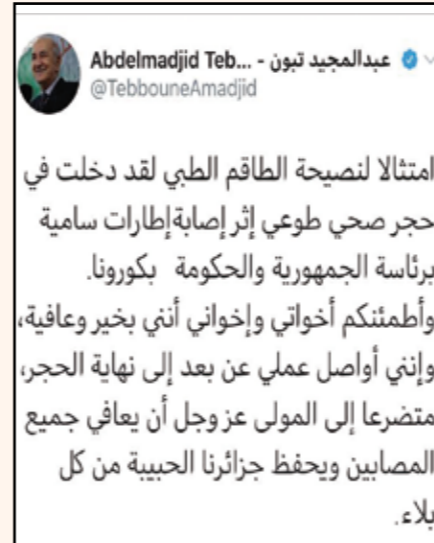 عبدالمجيد تبون - Abdelmadjid Teb...
@TebbouneAmadjid
امتثالا لنصيحة الطاقم الطبي لقد دخلت في
حجر صحي طوعي إثر إصابةإطارات سامية
برئاسة الجمهورية والحكومة بكورونا.
وأطمئنكم أخواتي وإخواني أنني بخير وعافية،
وإنني أواصل عملي عن بعد إلى نهاية الحجر،
متضرعا إلى المولى عز وجل أن يعافي جميع
المصابين ويحفظ جزائرنا الحبيبة من كل
بلاء.